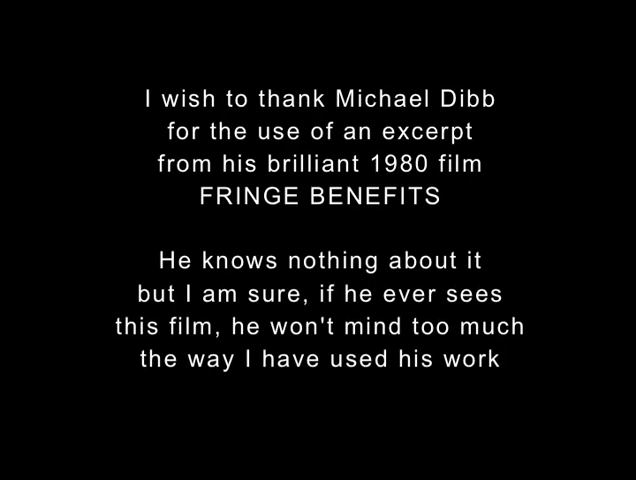 I wish to thank Michael Dibb
for the use of an excerpt
from his brilliant 1980 film
FRINGE BENEFITS
He knows nothing about it
but I am sure, if he ever sees
this film, he won't mind too much
the way I have used his work